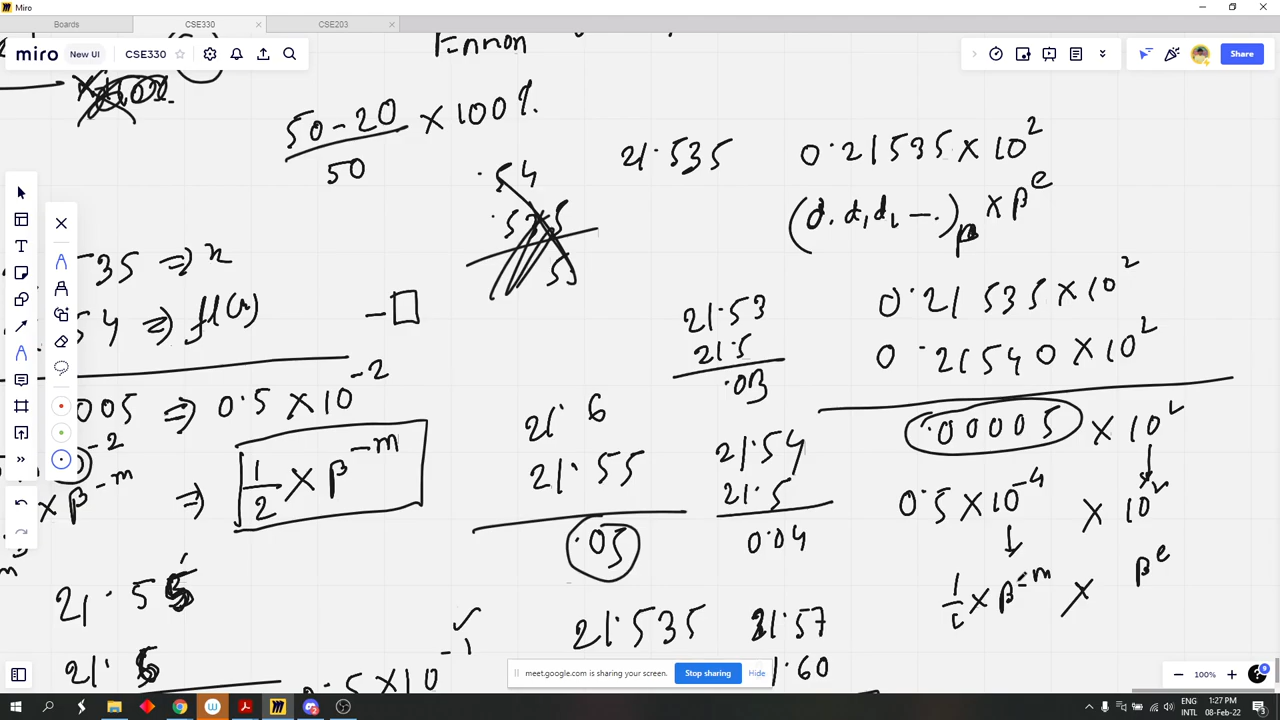 Miro
Boards
CSE330
CSE203
miro
New UI
CSE330
Share
Error
50-20 / 50 × 100%
.54
21.535
0.21535 × 10^2
(d.d1d2 —.)β × β^e
35 ⇒ x
54 ⇒ fl(x)
-□
005 ⇒ 0.5 × 10^-2
-2
× β^-m ⇒ 1/2 × β^-m
21.53
21.5
.03
0.21535 × 10^2
0.21540 × 10^2
.00005 × 10^2
21.6
21.55
.05
21.54
21.5
0.04
0.5 × 10^-4 × 10^2
1/2 × β^-m × β^e
21.55
21.6
0.5 × 10^-1
21.535
21.57
1.60
meet.google.com is sharing your screen.
Stop sharing
Hide
100%
ENG
INTL
1:27 PM
08-Feb-22